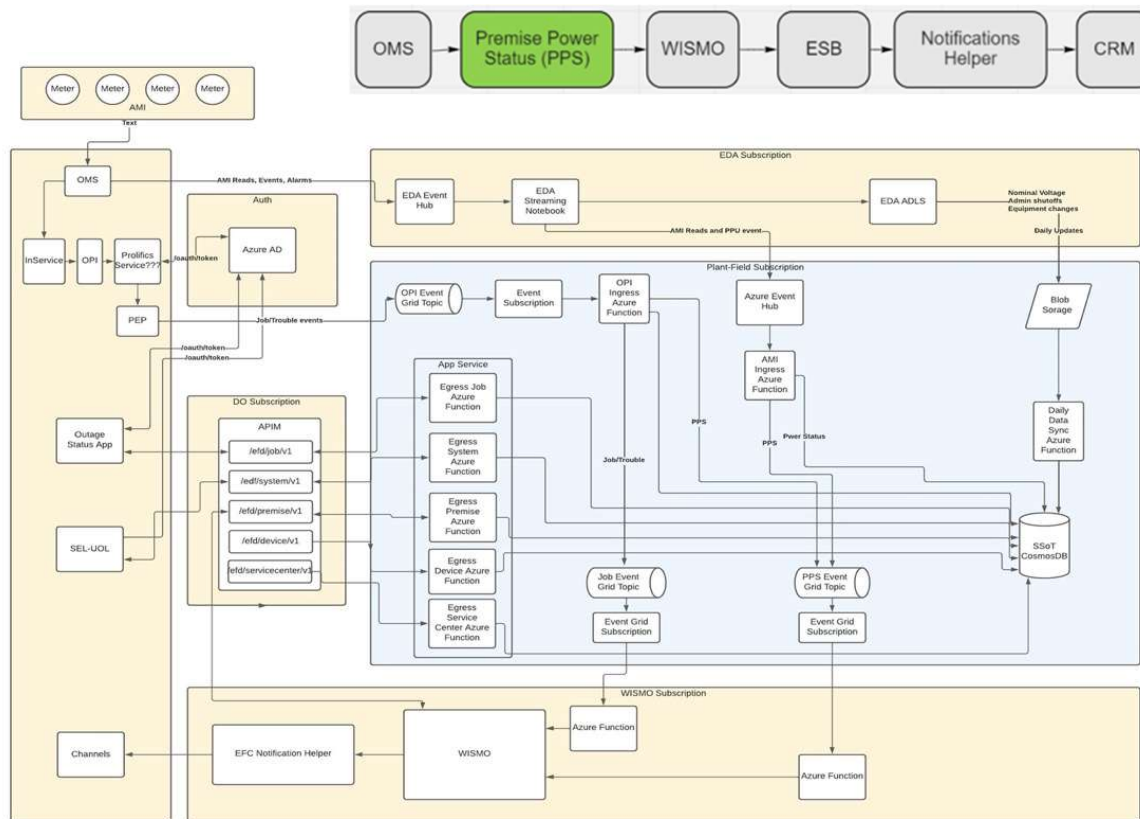 OMS
Premise Power
Status (PPS)
WISMO
ESB
Notifications
Helper
CRM
Meter
Meter
Meter
Meter
AMI
Text
OMS
AMI Reads, Events, Alarms
InService
OPI
Prolifics
Service???
PEP
/oauth/token
Auth
Azure AD
Job/Trouble events
/oauth/token
/oauth/token
EDA Subscription
EDA Event
Hub
EDA
Streaming
Notebook
EDA ADLS
Nominal Voltage
Admin shutoffs
Equipment changes
AMI Reads and PPU event
Daily Updates
Plant-Field Subscription
OPI Event
Grid Topic
Event
Subscription
OPI
Ingress
Azure
Function
Azure Event
Hub
Blob
Sorage
AMI
Ingress
Azure
Function
App Service
Egress Job
Azure
Function
Egress
System
Azure
Function
Egress
Premise
Azure
Function
Egress
Device Azure
Function
Egress
Service
Center Azure
Function
PPS
PPS
Pwer Status
Job/Trouble
Daily
Data
Sync
Azure
Function
SSoT
CosmosDB
Job Event
Grid Topic
PPS Event
Grid Topic
Event Grid
Subscription
Event Grid
Subscription
DO Subscription
APIM
/efd/job/v1
/edf/system/v1
/efd/premise/v1
/efd/device/v1
/efd/servicecenter/v1
Outage
Status App
SEL-UOL
Channels
WISMO Subscription
EFC Notification Helper
WISMO
Azure Function
Azure Function